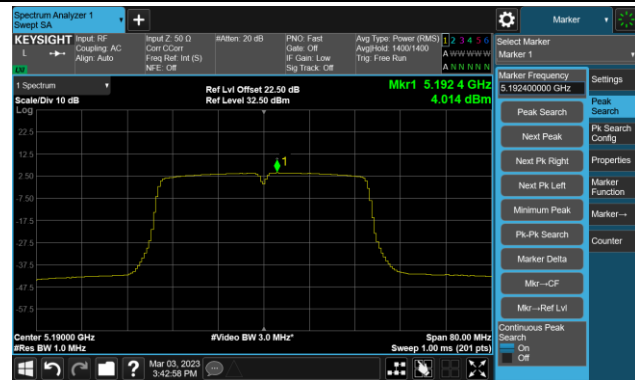 Spectrum Analyzer 1
Swept SA
Marker
KEYSIGHT
L
Input: RF
Coupling: AC
Align: Auto
Input Z: 50 Ω
Corr CCorr
Freq Ref: Int (S)
NFE: Off
#Atten: 20 dB
PNO: Fast
Gate: Off
IF Gain: Low
Sig Track: Off
Avg Type: Power (RMS)
Avg|Hold: 1400/1400
Trig: Free Run
1 2 3 4 5 6
A W W W W W
A N N N N N
LW
Select Marker
Marker 1
1 Spectrum
Scale/Div 10 dB
Log
Ref Lvl Offset 22.50 dB
Ref Level 32.50 dBm
Mkr1 5.192 4 GHz
4.014 dBm
22.5
12.5
2.50
-7.50
-17.5
-27.5
-37.5
-47.5
-57.5
1
Center 5.19000 GHz
#Res BW 1.0 MHz
#Video BW 3.0 MHz*
Span 80.00 MHz
Sweep 1.00 ms (201 pts)
Marker Frequency
5.192400000 GHz
Peak Search
Next Peak
Next Pk Right
Next Pk Left
Minimum Peak
Pk-Pk Search
Marker Delta
Mkr→CF
Mkr→Ref Lvl
Continuous Peak
Search
On
Off
Settings
Peak
Search
Pk Search
Config
Properties
Marker
Function
Marker→
Counter
?
Mar 03, 2023
3:42:58 PM